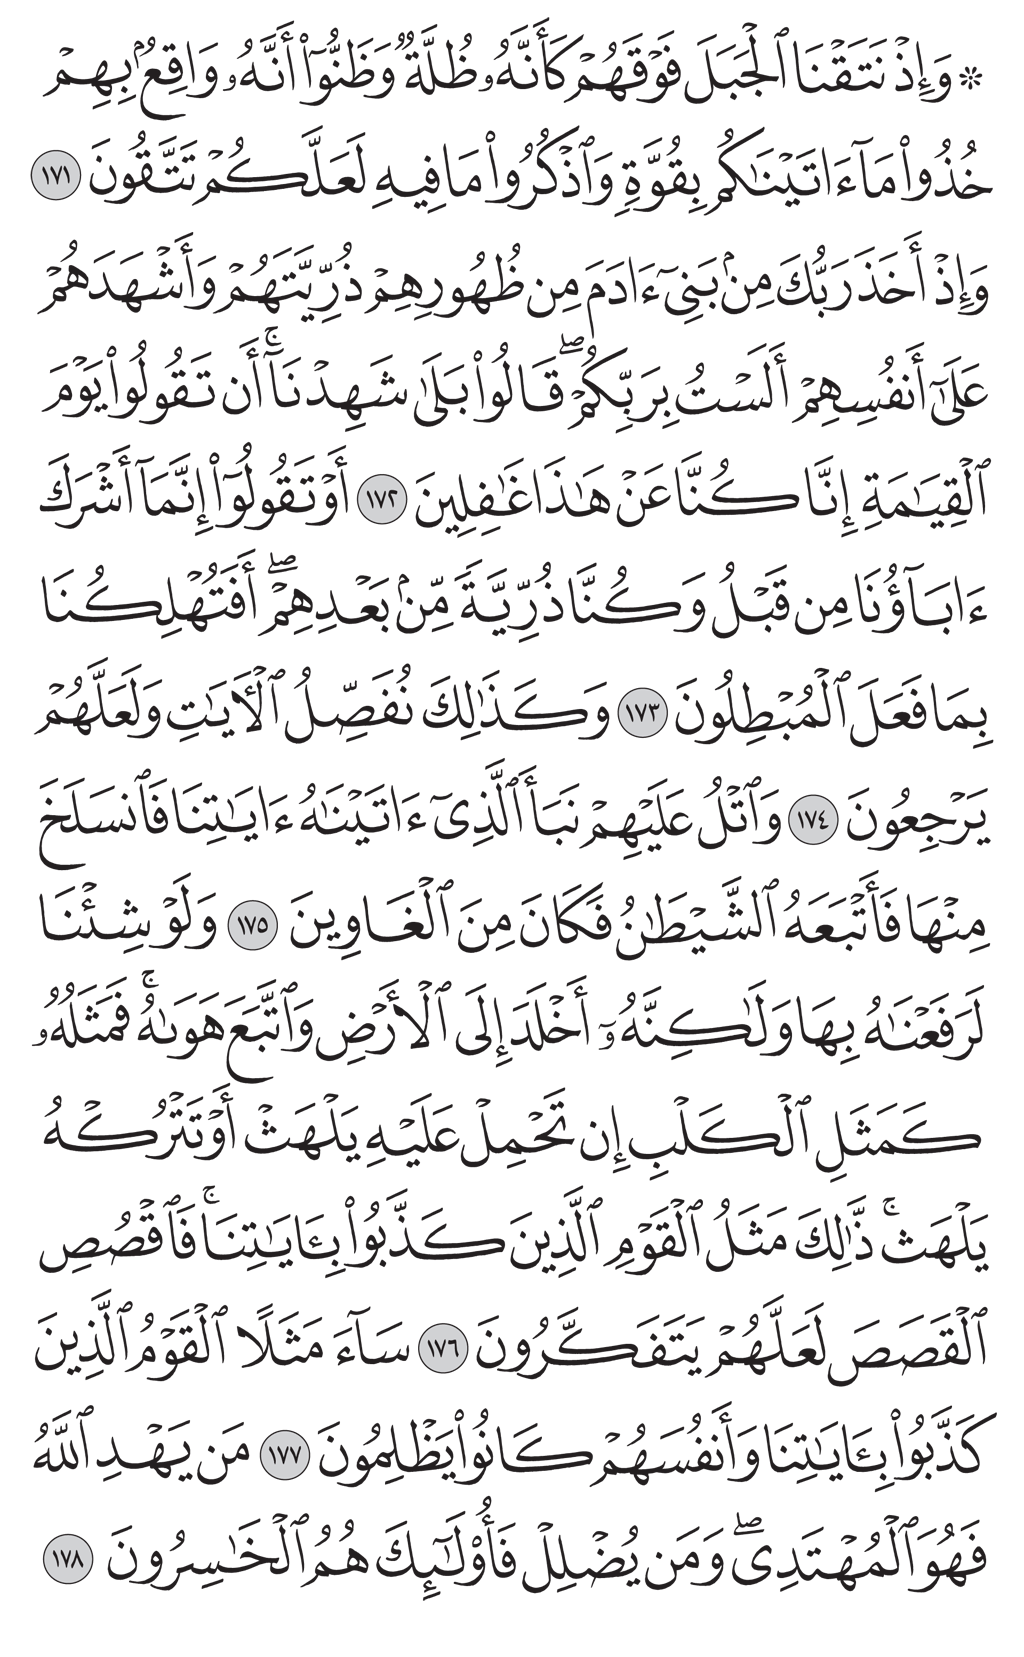 ۞ وَإِذْ نَتَقْنَا ٱلْجَبَلَ فَوْقَهُمْ كَأَنَّهُۥ ظُلَّةٌ وَظَنُّوٓا۟ أَنَّهُۥ وَاقِعٌۢ بِهِمْ
خُذُوا۟ مَآ ءَاتَيْنَٰكُم بِقُوَّةٍ وَٱذْكُرُوا۟ مَا فِيهِ لَعَلَّكُمْ تَتَّقُونَ ١٧١
وَإِذْ أَخَذَ رَبُّكَ مِنۢ بَنِىٓ ءَادَمَ مِن ظُهُورِهِمْ ذُرِّيَّتَهُمْ وَأَشْهَدَهُمْ
عَلَىٰٓ أَنفُسِهِمْ أَلَسْتُ بِرَبِّكُمْ ۖ قَالُوا۟ بَلَىٰ شَهِدْنَآ ۚ أَن تَقُولُوا۟ يَوْمَ
ٱلْقِيَٰمَةِ إِنَّا كُنَّا عَنْ هَٰذَا غَٰفِلِينَ ١٧٢ أَوْ تَقُولُوٓا۟ إِنَّمَآ أَشْرَكَ
ءَابَآؤُنَا مِن قَبْلُ وَكُنَّا ذُرِّيَّةً مِّنۢ بَعْدِهِمْ ۖ أَفَتُهْلِكُنَا
بِمَا فَعَلَ ٱلْمُبْطِلُونَ ١٧٣ وَكَذَٰلِكَ نُفَصِّلُ ٱلْءَايَٰتِ وَلَعَلَّهُمْ
يَرْجِعُونَ ١٧٤ وَٱتْلُ عَلَيْهِمْ نَبَأَ ٱلَّذِىٓ ءَاتَيْنَٰهُ ءَايَٰتِنَا فَٱنسَلَخَ
مِنْهَا فَأَتْبَعَهُ ٱلشَّيْطَٰنُ فَكَانَ مِنَ ٱلْغَاوِينَ ١٧٥ وَلَوْ شِئْنَا
لَرَفَعْنَٰهُ بِهَا وَلَٰكِنَّهُۥٓ أَخْلَدَ إِلَى ٱلْأَرْضِ وَٱتَّبَعَ هَوَىٰهُ ۚ فَمَثَلُهُۥ
كَمَثَلِ ٱلْكَلْبِ إِن تَحْمِلْ عَلَيْهِ يَلْهَثْ أَوْ تَتْرُكْهُ
يَلْهَث ۚ ذَّٰلِكَ مَثَلُ ٱلْقَوْمِ ٱلَّذِينَ كَذَّبُوا۟ بِـَٔايَٰتِنَا ۚ فَٱقْصُصِ
ٱلْقَصَصَ لَعَلَّهُمْ يَتَفَكَّرُونَ ١٧٦ سَآءَ مَثَلًا ٱلْقَوْمُ ٱلَّذِينَ
كَذَّبُوا۟ بِـَٔايَٰتِنَا وَأَنفُسَهُمْ كَانُوا۟ يَظْلِمُونَ ١٧٧ مَن يَهْدِ ٱللَّهُ
فَهُوَ ٱلْمُهْتَدِى ۖ وَمَن يُضْلِلْ فَأُو۟لَٰٓئِكَ هُمُ ٱلْخَٰسِرُونَ ١٧٨